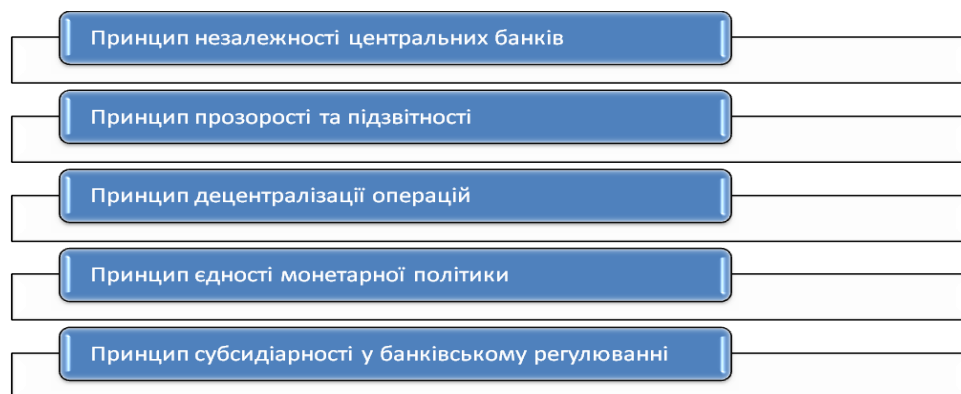 Принцип незалежності центральних банків
Принцип прозорості та підзвітності
Принцип децентралізації операцій
Принцип єдності монетарної політики
Принцип субсидіарності у банківському регулюванні